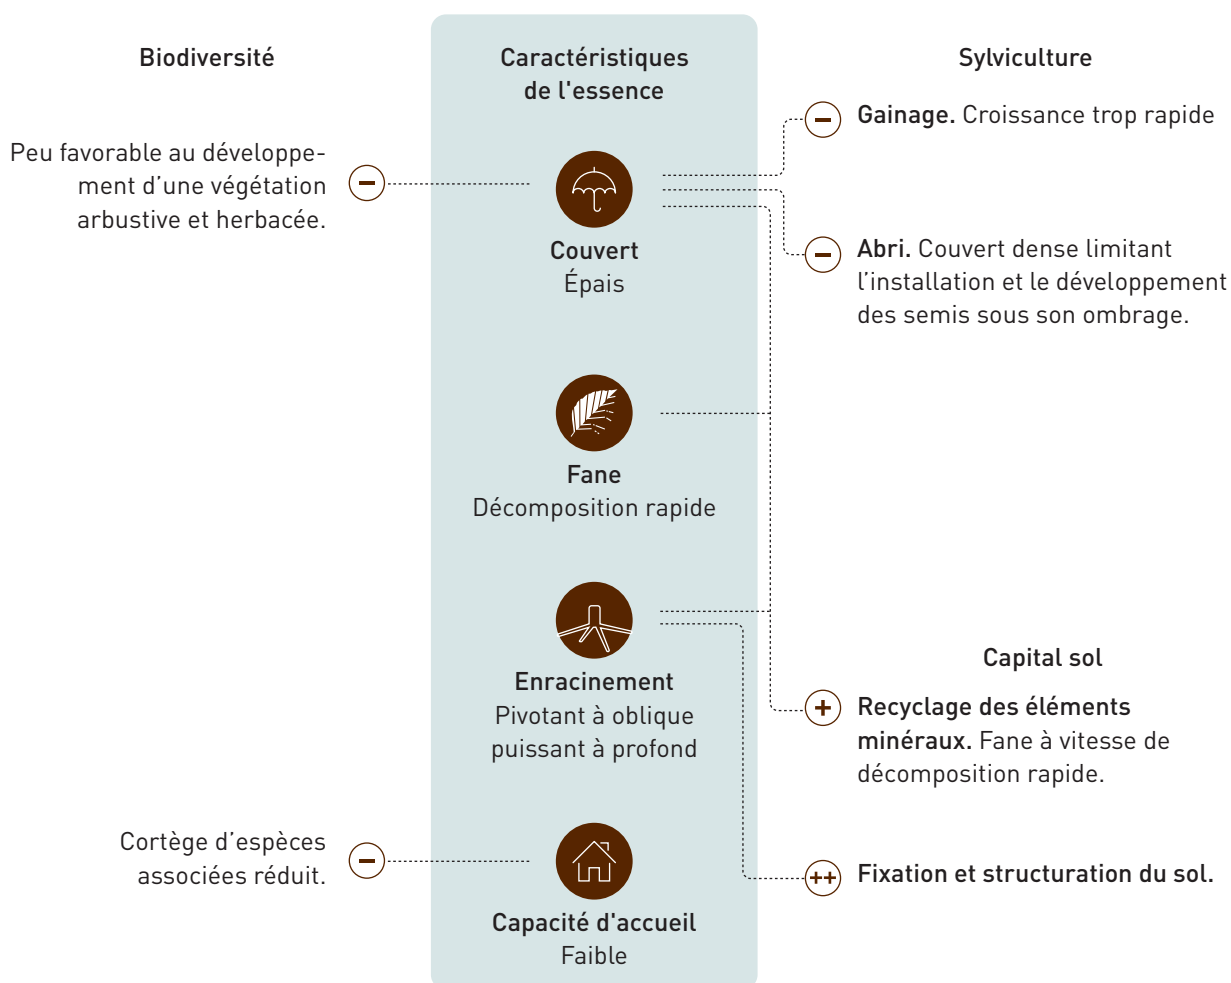 Biodiversité
Peu favorable au développe-
ment d’une végétation
arbustive et herbacée.
−
Cortège d’espèces
associées réduit.
−
Caractéristiques
de l'essence
Couvert
Épais
Fane
Décomposition rapide
Enracinement
Pivotant à oblique
puissant à profond
Capacité d'accueil
Faible
Sylviculture
− Gainage. Croissance trop rapide
− Abri. Couvert dense limitant
l’installation et le développement
des semis sous son ombrage.
Capital sol
+ Recyclage des éléments
minéraux. Fane à vitesse de
décomposition rapide.
++ Fixation et structuration du sol.